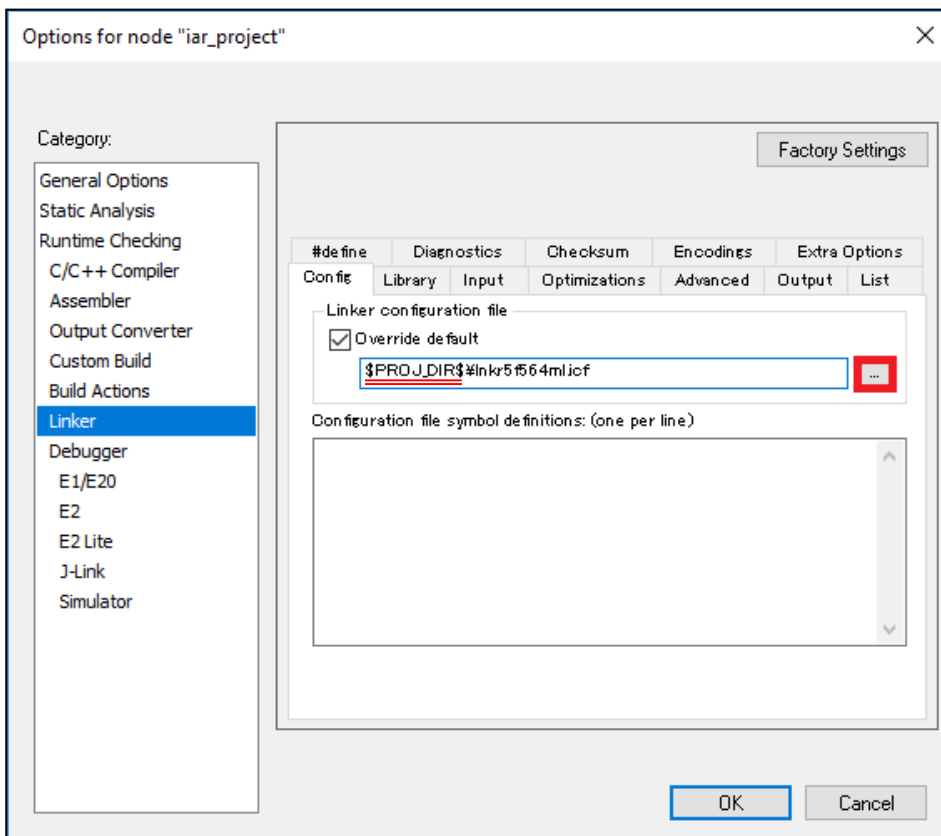 Options for node "iar_project"
Category:
Factory Settings
General Options
Static Analysis
Runtime Checking
C/C++ Compiler
Assembler
Output Converter
Custom Build
Build Actions
Linker
Debugger
E1/E20
E2
E2 Lite
J-Link
Simulator
#define Diagnostics Checksum Encodings Extra Options
Config Library Input Optimizations Advanced Output List
Linker configuration file
Override default
$PROJ_DIR$¥lnkr5f564ml.icf
...
Configuration file symbol definitions: (one per line)
OK Cancel